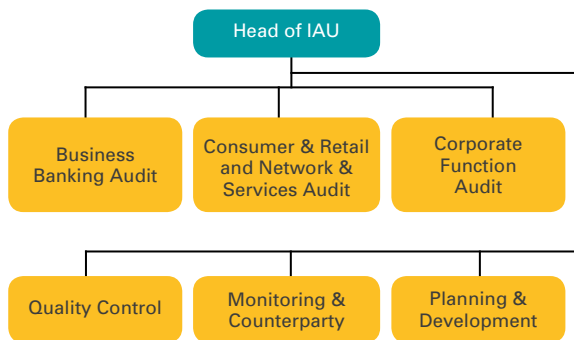 Head of IAU
Business
Banking Audit
Consumer & Retail
and Network &
Services Audit
Corporate
Function
Audit
Quality Control
Monitoring &
Counterparty
Planning &
Development